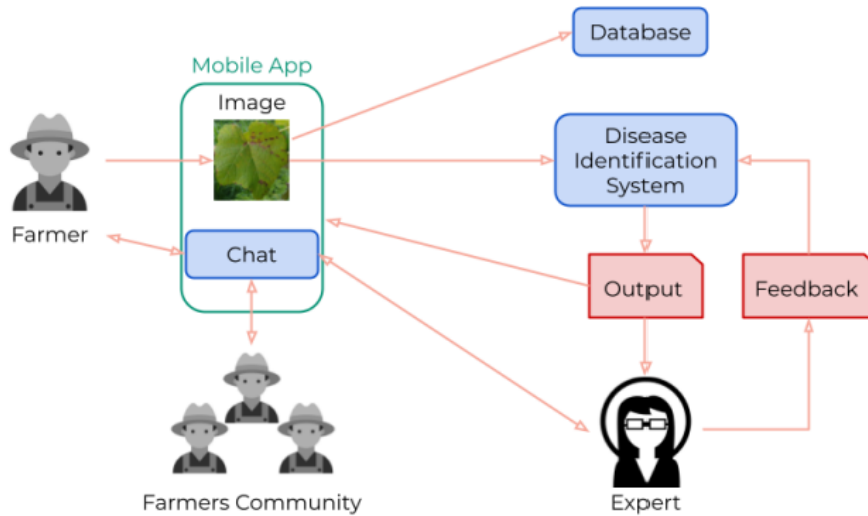 Database
Mobile App
Image
Disease
Identification
System
Farmer
Chat
Output
Feedback
Farmers Community
Expert